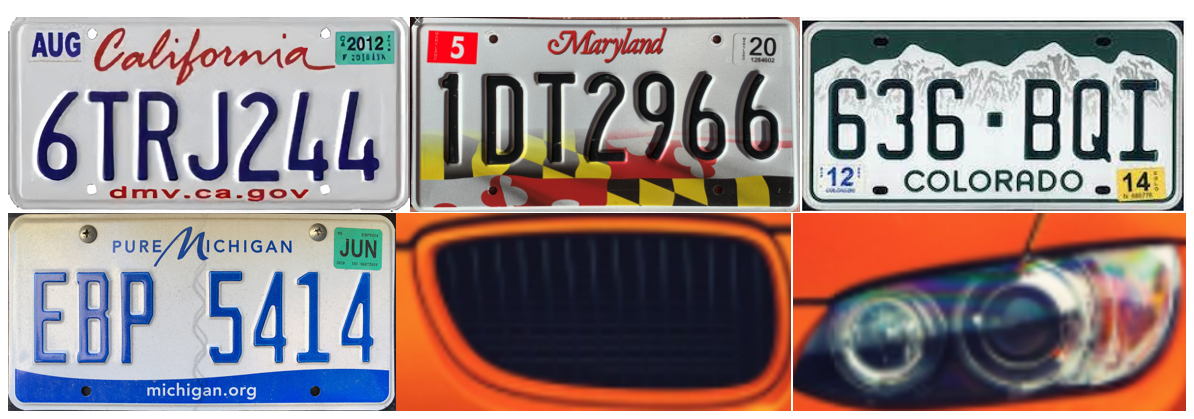 AUG California 2012
6TRJ244
dmv.ca.gov
5 Maryland 20
1DT2966
636·BQI
12 COLORADO 14
PURE MICHIGAN JUN
EBP 5414
michigan.org